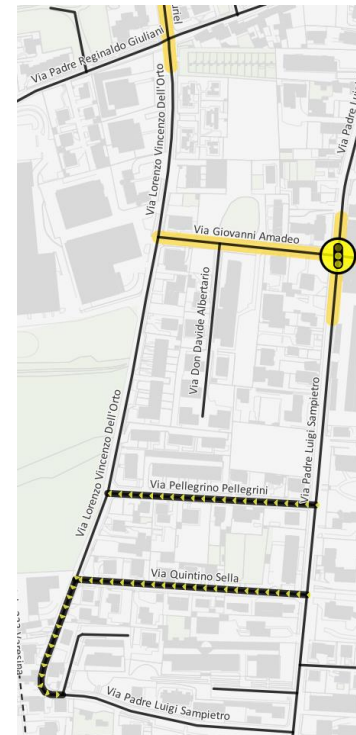 Via Padre Reginaldo Giuliani
Via Lorenzo Vincenzo Dell'Orto
Via Giovanni Amadeo
Via Don Davide Albertario
Via Padre Luigi Sampietro
Via Lorenzo Vincenzo Dell'Orto
Via Pellegrino Pellegrini
Via Quintino Sella
Via Padre Luigi Sampietro